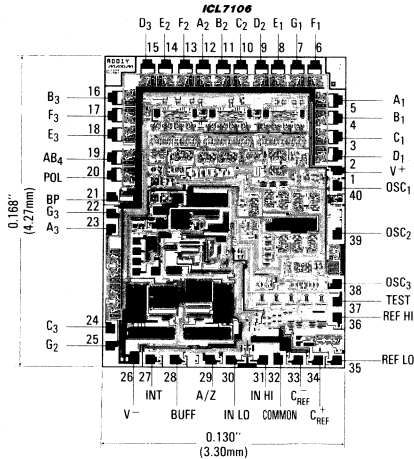 ICL7106
D3 E2 F2 A2 B2 C2 D2 E1 G1 F1
15 14 13 12 11 10 9 8 7 6
16
B3
17
F3
18
E3
19
AB4
20
POL
21
BP
22
G3
23
A3
24
C3
25
G2
A1
5
B1
4
C1
3
D1
2
V+
1
OSC1
40
OSC2
39
OSC3
38
TEST
37
REF HI
36
REF LO
35
26 27 28 29 30 31 32 33 34
V− INT BUFF A/Z IN LO IN HI COMMON C−REF C+REF
0.168"
(4.27mm)
0.130"
(3.30mm)